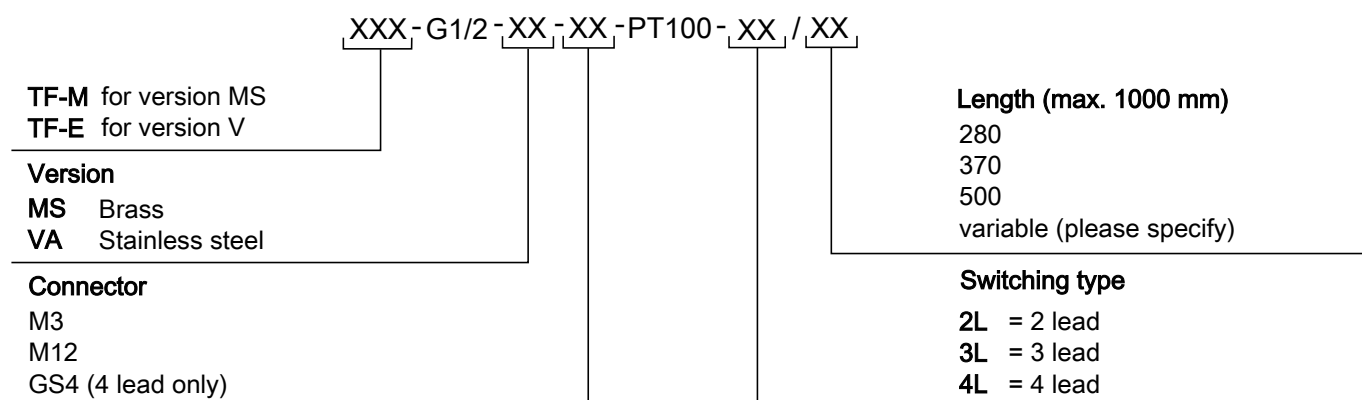 XXX-G1/2-XX-XX-PT100-XX/XX
TF-M for version MS
TF-E for version V
Version
MS Brass
VA Stainless steel
Connector
M3
M12
GS4 (4 lead only)
Length (max. 1000 mm)
280
370
500
variable (please specify)
Switching type
2L = 2 lead
3L = 3 lead
4L = 4 lead